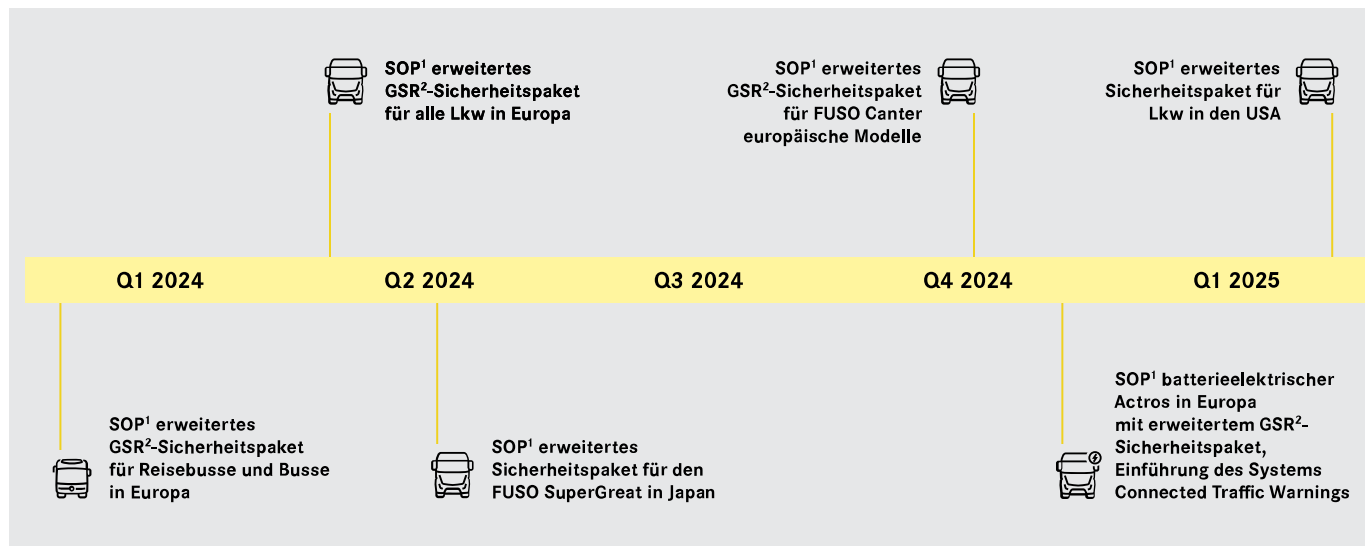 SOP¹ erweitertes
GSR²-Sicherheitspaket
für alle Lkw in Europa
SOP¹ erweitertes
GSR²-Sicherheitspaket
für FUSO Canter
europäische Modelle
SOP¹ erweitertes
Sicherheitspaket für
Lkw in den USA
Q1 2024
Q2 2024
Q3 2024
Q4 2024
Q1 2025
SOP¹ erweitertes
GSR²-Sicherheitspaket
für Reisebusse und Busse
in Europa
SOP¹ erweitertes
Sicherheitspaket für den
FUSO SuperGreat in Japan
SOP¹ batterieelektrischer
Actros in Europa
mit erweitertem GSR²-
Sicherheitspaket,
Einführung des Systems
Connected Traffic Warnings